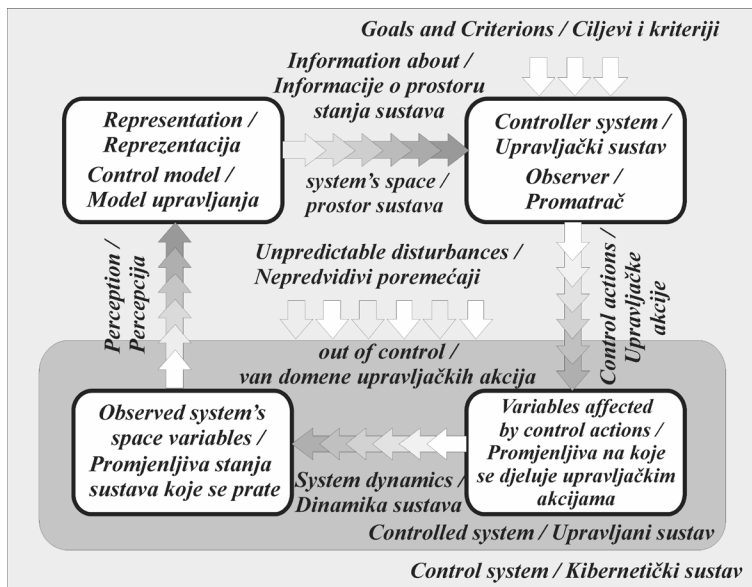 Goals and Criterions / Ciljevi i kriteriji
Information about /
Informacije o prostoru
stanja sustava
Representation /
Reprezentacija
Control model /
Model upravljanja
Controller system /
Upravljački sustav
Observer /
Promatrač
system's space /
prostor sustava
Perception /
Percepcija
Unpredictable disturbances /
Nepredvidivi poremećaji
Control actions /
Upravljačke
akcije
out of control /
van domene upravljačkih akcija
Observed system's
space variables /
Promjenljiva stanja
sustava koje se prate
Variables affected
by control actions /
Promjenljiva na koje
se djeluje upravljačkim
akcijama
System dynamics /
Dinamika sustava
Controlled system / Upravljani sustav
Control system / Kibernetički sustav